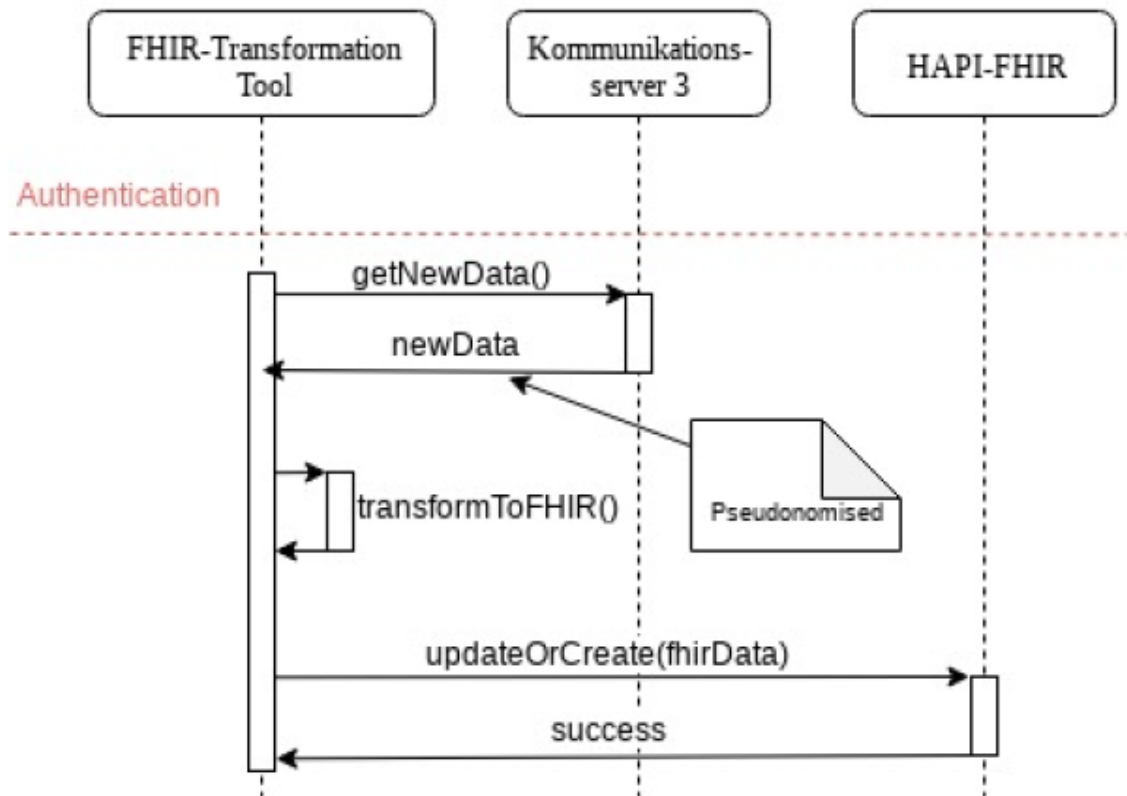 FHIR-Transformation
Tool
Kommunikations-
server 3
HAPI-FHIR
Authentication
getNewData()
newData
transformToFHIR()
Pseudonomised
updateOrCreate(fhirData)
success